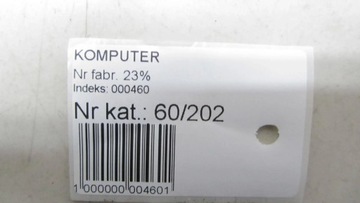 KOMPUTER
Nr fabr. 23%
Indeks: 000460
Nr kat.: 60/202
1 000000 004601